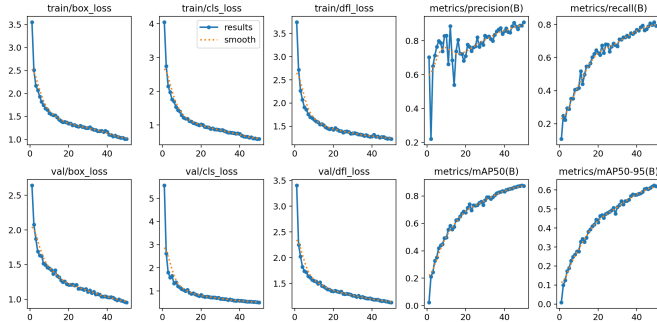 train/box_loss
train/cls_loss
train/dfl_loss
metrics/precision(B)
metrics/recall(B)
3.5
3.0
2.5
2.0
1.5
1.0
0 20 40
4
3
2
1
0 20 40
results
smooth
3.5
3.0
2.5
2.0
1.5
0 20 40
0.8
0.6
0.4
0.2
0 20 40
0.8
0.6
0.4
0.2
0 20 40
val/box_loss
val/cls_loss
val/dfl_loss
metrics/mAP50(B)
metrics/mAP50-95(B)
2.5
2.0
1.5
1.0
0 20 40
5
4
3
2
1
0 20 40
3.5
3.0
2.5
2.0
1.5
0 20 40
0.8
0.6
0.4
0.2
0.0
0 20 40
0.6
0.5
0.4
0.3
0.2
0.1
0.0
0 20 40